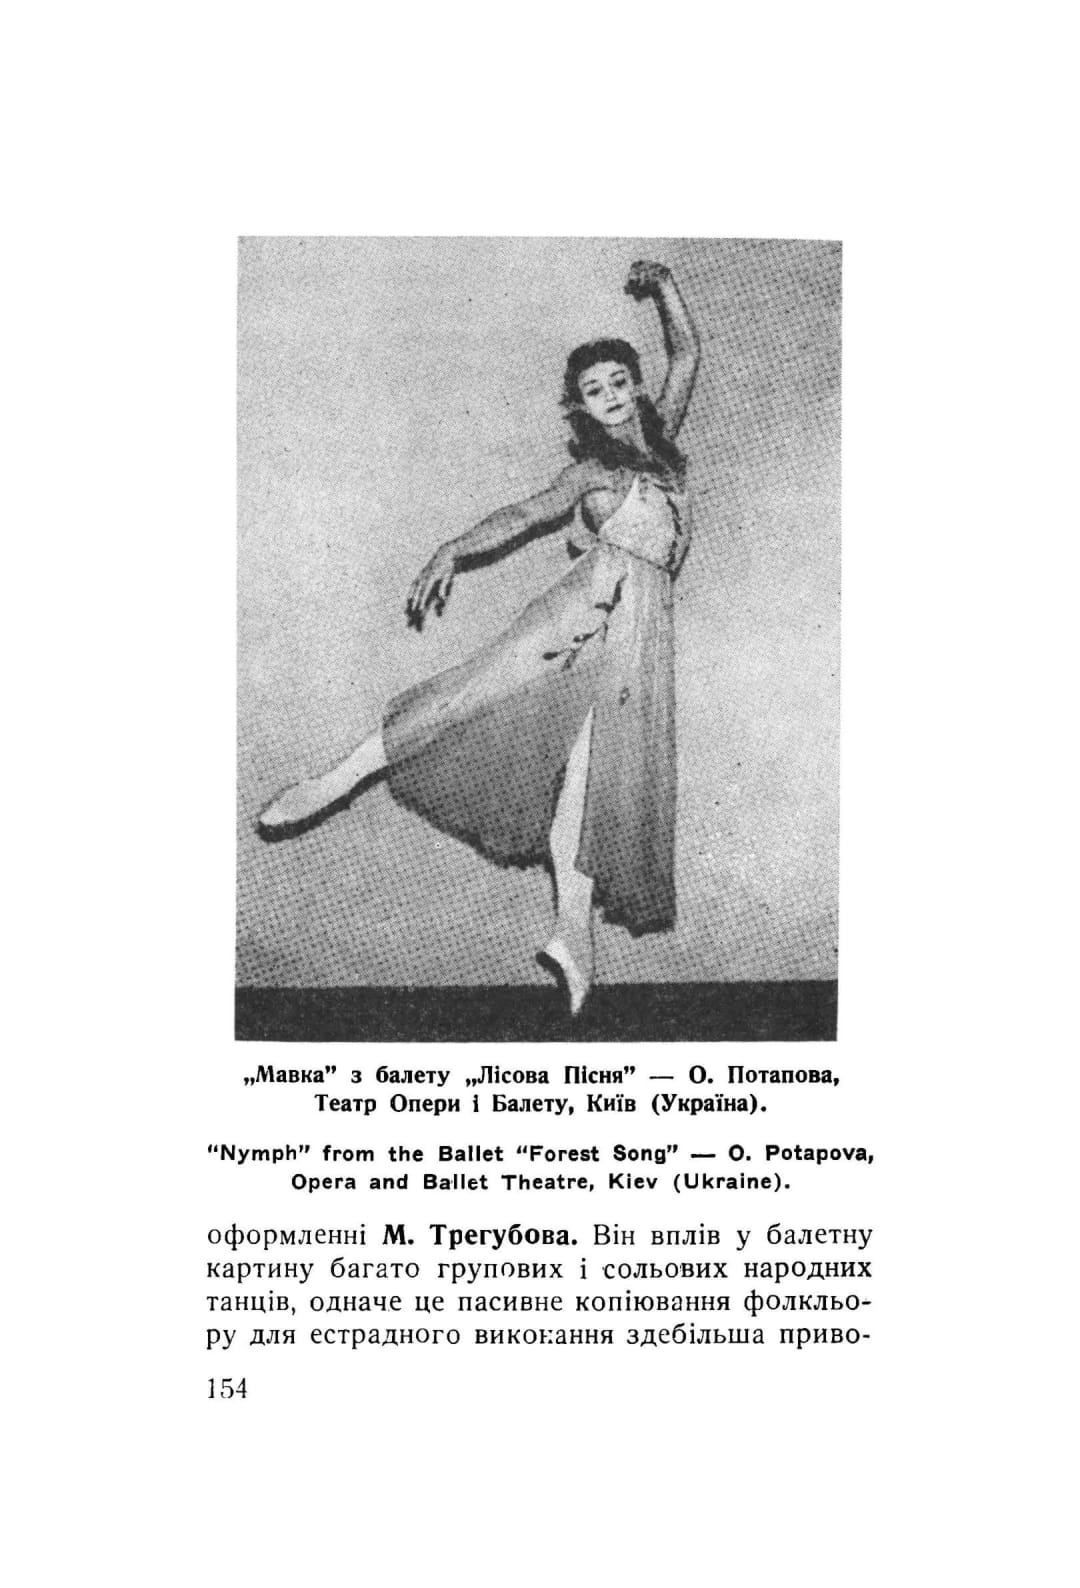 „Мавка” з балету „Лісова Пісня” — О. Потапова,
Театр Опери і Балету, Київ (Україна).
“Nymph” from the Ballet “Forest Song” — O. Potapova,
Opera and Ballet Theatre, Kiev (Ukraine).
оформленні М. Трегубова. Він вплів у балетну
картину багато групових і сольових народних
танців, одначе це пасивне копіювання фолкльо-
ру для естрадного виконання здебільша приво-
154